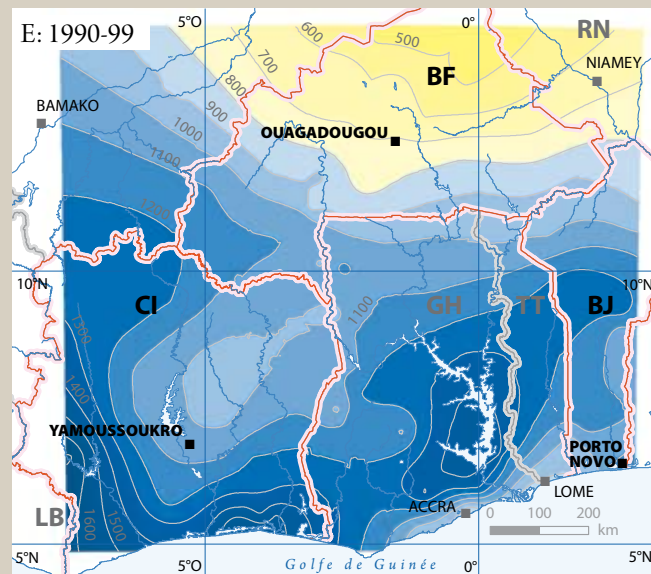 E: 1990-99
5°O
0°
RN
600
500
700
BF
NIAMEY
800
BAMAKO
900
OUAGADOUGOU
1000
1100
1200
10°N
10°N
CI
1100
GH
TT
BJ
1300
1400
YAMOUSSOUKRO
PORTO
NOVO
LOME
LB
1600
1500
ACCRA
0 100 200
km
5°N
5°O
Golfe de Guinée
0°
5°N